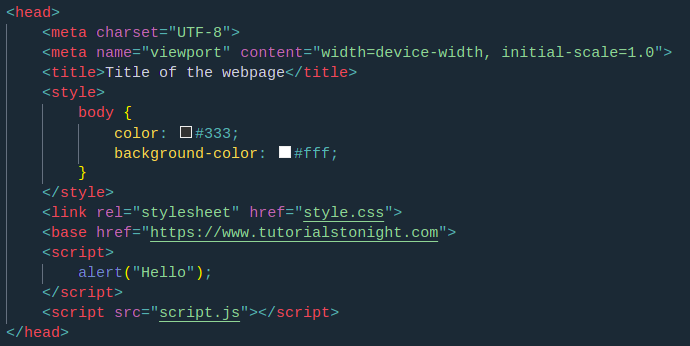 <head>
    <meta charset="UTF-8">
    <meta name="viewport" content="width=device-width, initial-scale=1.0">
    <title>Title of the webpage</title>
    <style>
        body {
            color: #333;
            background-color: #fff;
        }
    </style>
    <link rel="stylesheet" href="style.css">
    <base href="https://www.tutorialstonight.com">
    <script>
        alert("Hello");
    </script>
    <script src="script.js"></script>
</head>